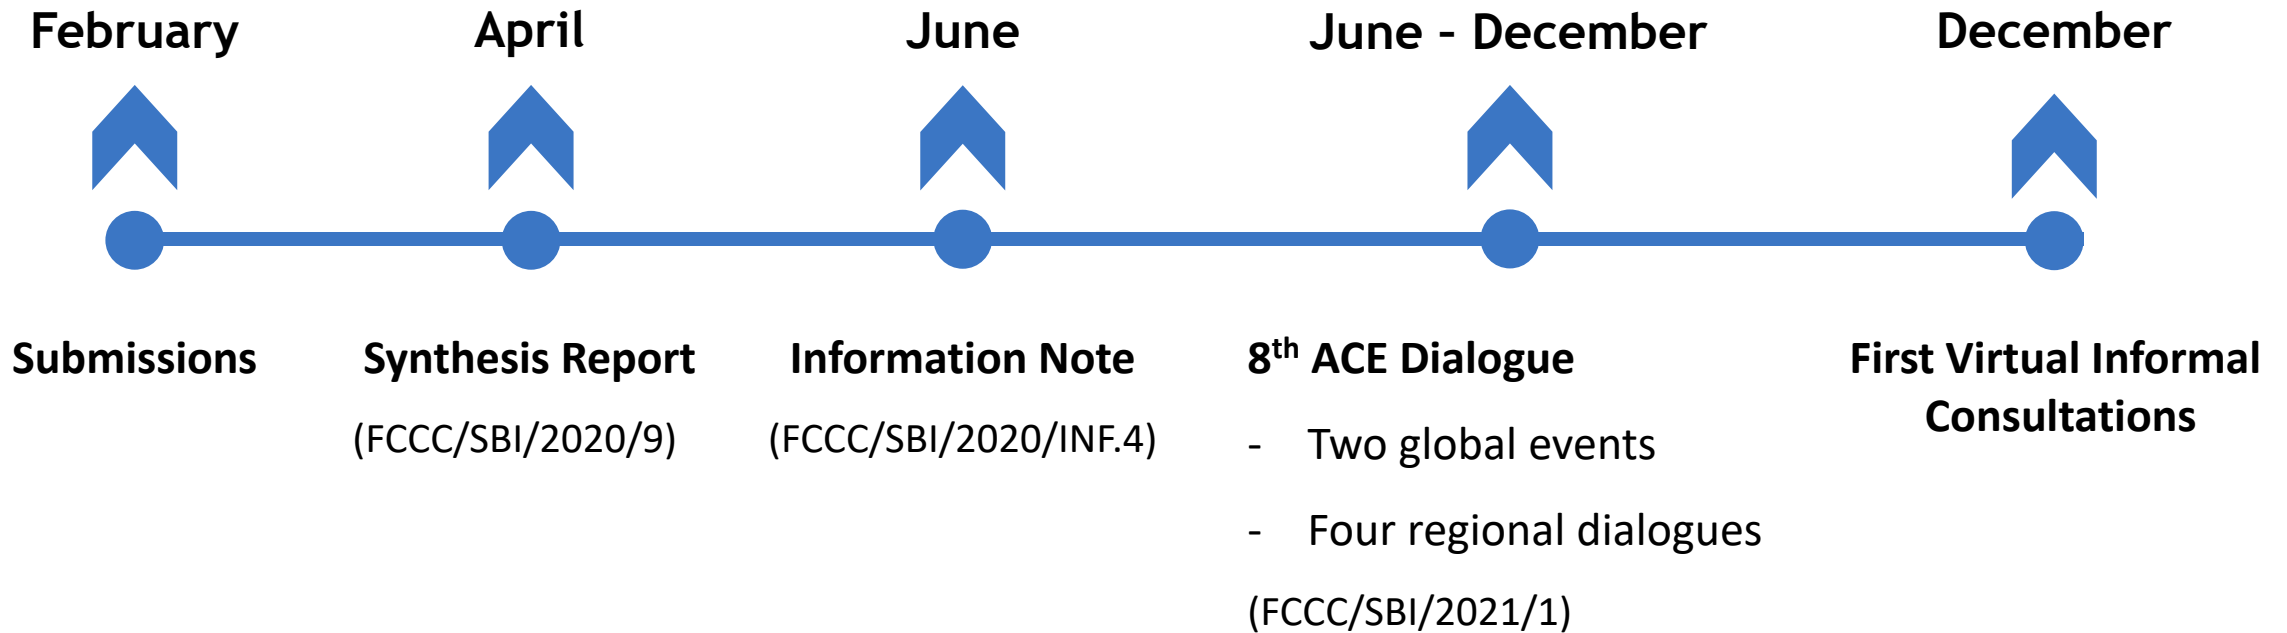 February
April
June
June – December
December
Submissions
Synthesis Report
(FCCC/SBI/2020/9)
Information Note
(FCCC/SBI/2020/INF.4)
8th ACE Dialogue
- Two global events
- Four regional dialogues
(FCCC/SBI/2021/1)
First Virtual Informal
Consultations